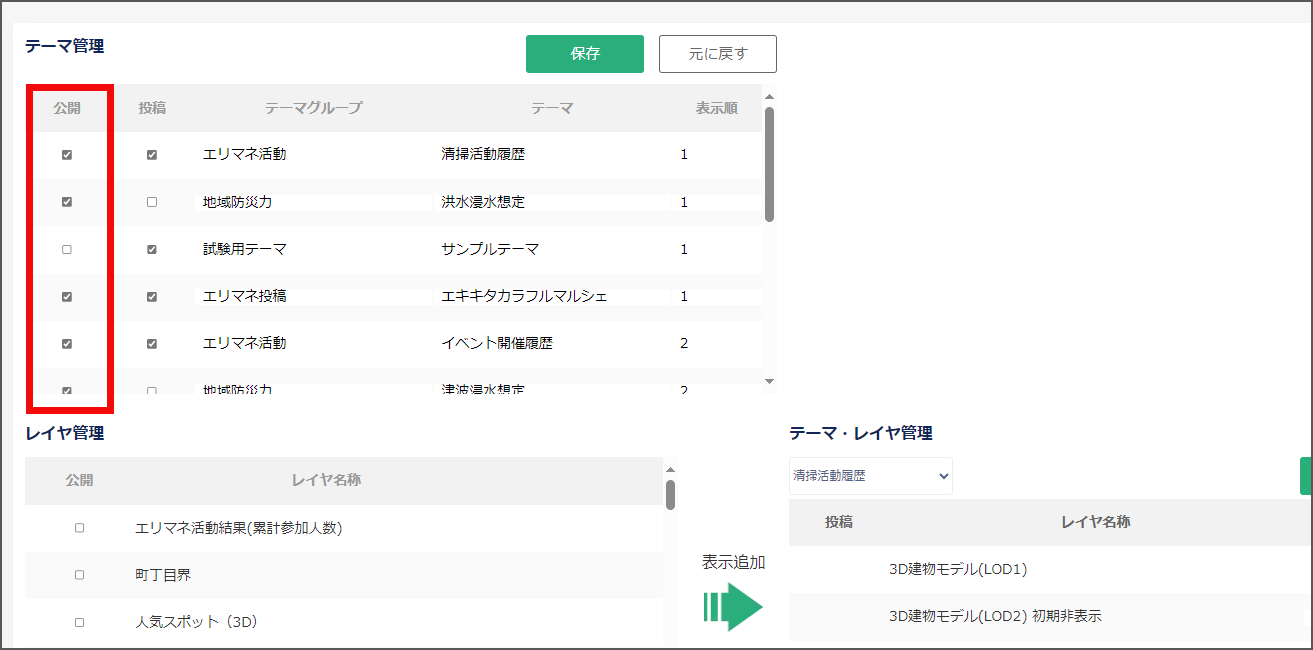 テーマ管理
保存 元に戻す
公開 投稿 テーマグループ テーマ 表示順
エリマネ活動 清掃活動履歴 1
地域防災力 洪水浸水想定 1
試験用テーマ サンプルテーマ 1
エリマネ投稿 エキキタカラフルマルシェ 1
エリマネ活動 イベント開催履歴 2
地域防災力 津波浸水想定 2
レイヤ管理
公開 レイヤ名称
エリマネ活動結果(累計参加人数)
町丁目界
人気スポット（3D）
表示追加
テーマ・レイヤ管理
清掃活動履歴
投稿 レイヤ名称
3D建物モデル(LOD1)
3D建物モデル(LOD2) 初期非表示